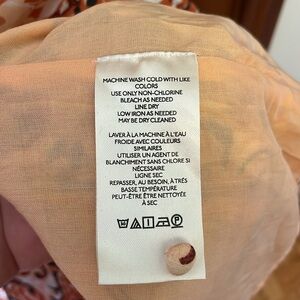 MACHINE WASH COLD WITH LIKE
COLORS
USE ONLY NON-CHLORINE
BLEACH AS NEEDED
LINE DRY
LOW IRON AS NEEDED
MAY BE DRY CLEANED
LAVER À LA MACHINE À L'EAU
FROIDE AVEC COULEURS
SIMILAIRES
UTILISER UN AGENT DE
BLANCHIMENT SANS CHLORE SI
NÉCESSAIRE
LIGNE SEC
REPASSER, AU BESOIN, À TRÈS
BASSE TEMPÉRATURE
PEUT-ÊTRE ÊTRE NETTOYÉE
À SEC